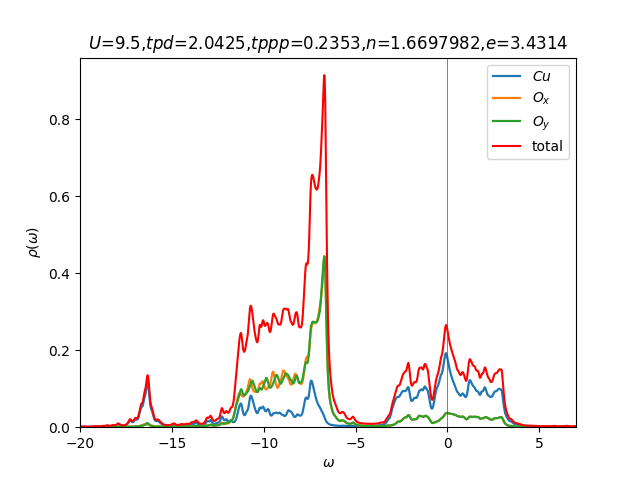 U=9.5,tpd=2.0425,tppp=0.2353,n=1.6697982,e=3.4314
Cu
Oₓ
O_y
total
ρ(ω)
0.8
0.6
0.4
0.2
0.0
−20 −15 −10 −5 0 5
ω